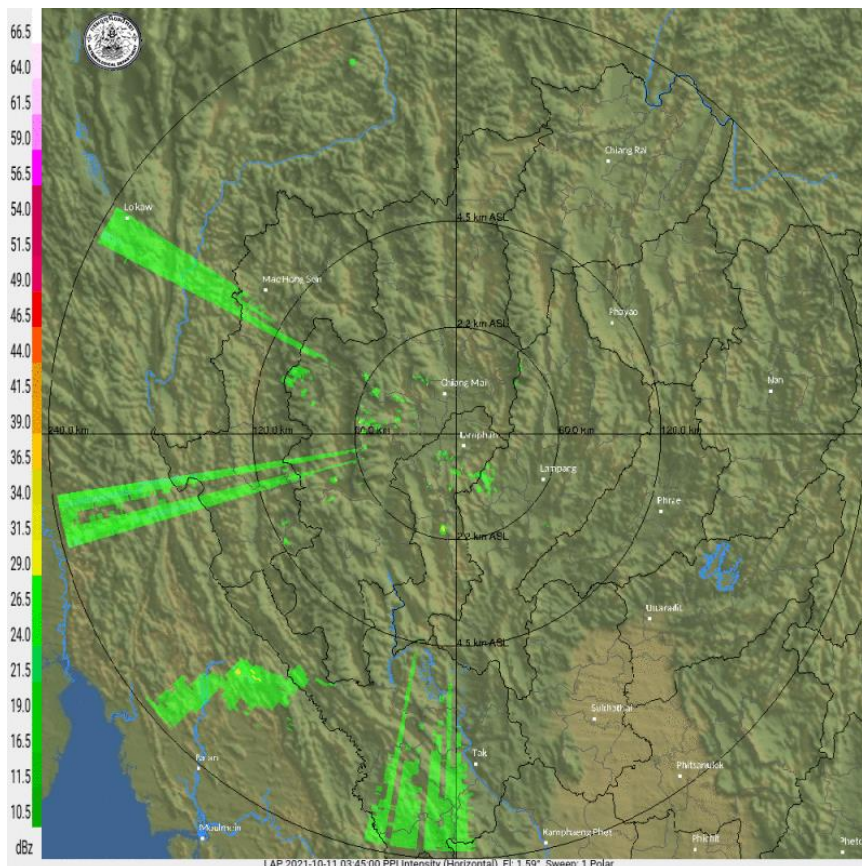 66.5
64.0
61.5
59.0
56.5
54.0
51.5
49.0
46.5
44.0
41.5
39.0
36.5
34.0
31.5
29.0
26.5
24.0
21.5
19.0
16.5
11.5
10.5
dBz
Chiang Rai
Loikaw
4.5 km ASL
Mae Hong Son
Phayao
2.2 km ASL
Chiang Mai
Nan
240.0 km
120.0 km
60.0 km
60.0 km
120.0 km
Lamphun
Lampang
Phrae
2.2 km ASL
Uttaradit
4.5 km ASL
Sukhothai
Tak
Pa'an
Phitsanulok
Moulmein
Kamphaeng Phet
Phichit
LAP 2021-10-11 03:45:00 PPI Intensity (Horizontal) El: 1.59° Sweep: 1 Polar